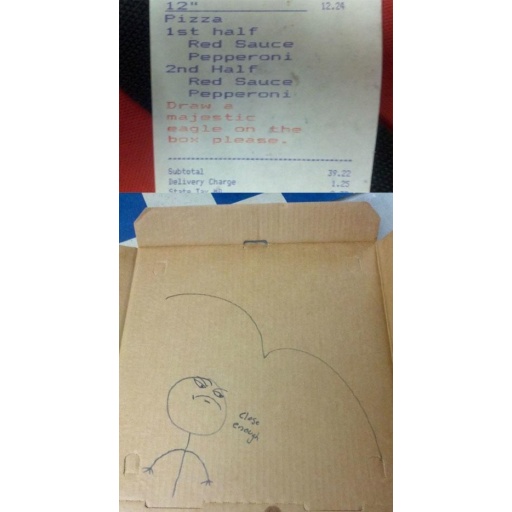 12" 12.24
Pizza
1st half
Red Sauce
Pepperoni
2nd Half
Red Sauce
Pepperoni
Draw a
majestic
eagle on the
box please.
Subtotal 39.22
Delivery Charge 1.25
State Tax
close
enough